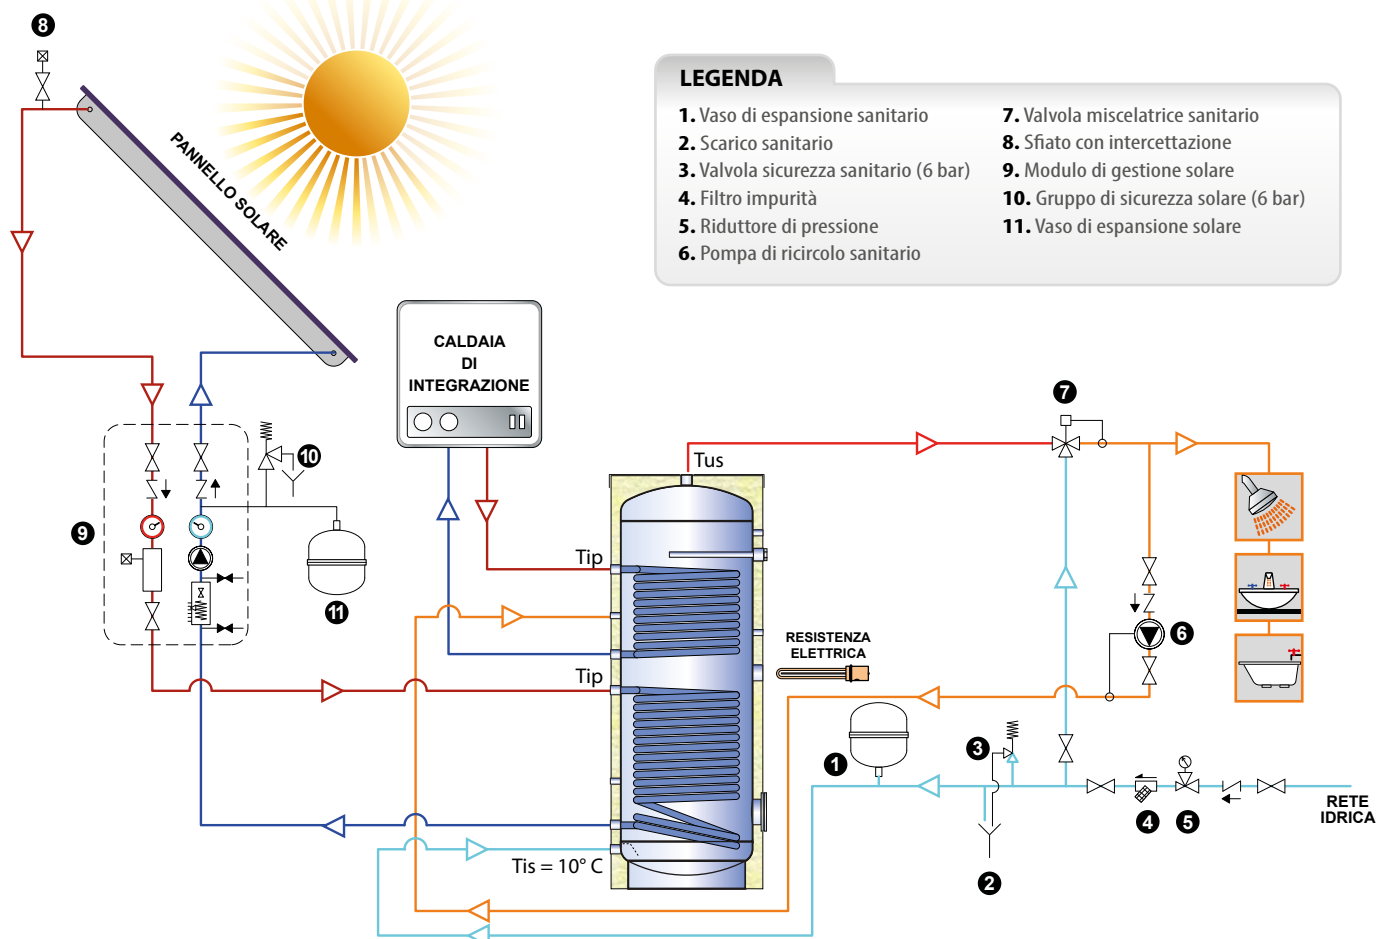 8
LEGENDA
1. Vaso di espansione sanitario
2. Scarico sanitario
3. Valvola sicurezza sanitario (6 bar)
4. Filtro impurità
5. Riduttore di pressione
6. Pompa di ricircolo sanitario
7. Valvola miscelatrice sanitario
8. Sfiato con intercettazione
9. Modulo di gestione solare
10. Gruppo di sicurezza solare (6 bar)
11. Vaso di espansione solare
PANNELLO SOLARE
CALDAIA
DI
INTEGRAZIONE
7
10
Tus
9
Tip
11
6
RESISTENZA
ELETTRICA
Tip
3
1
4
5
RETE
IDRICA
Tis = 10° C
2